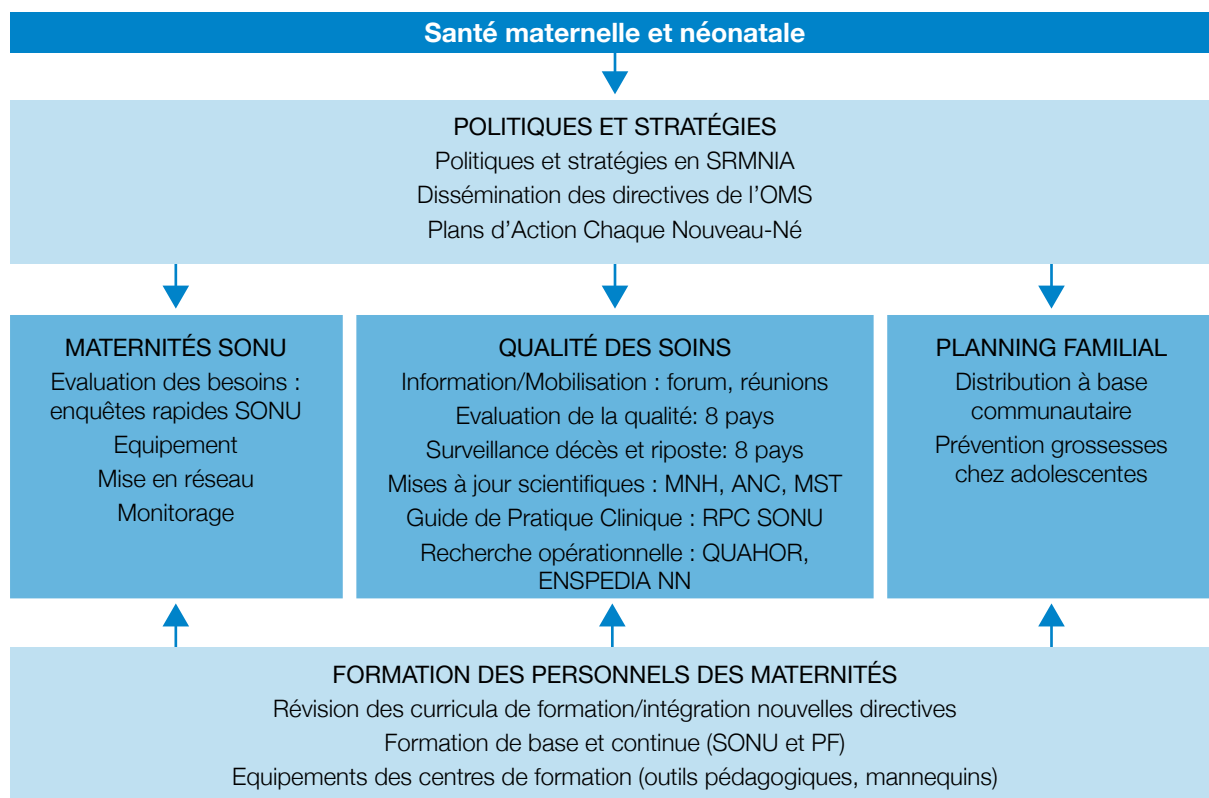 Santé maternelle et néonatale
POLITIQUES ET STRATÉGIES
Politiques et stratégies en SRMNIA
Dissémination des directives de l’OMS
Plans d’Action Chaque Nouveau-Né
MATERNITÉS SONU
Evaluation des besoins :
enquêtes rapides SONU
Equipement
Mise en réseau
Monitorage
QUALITÉ DES SOINS
Information/Mobilisation : forum, réunions
Evaluation de la qualité: 8 pays
Surveillance décès et riposte: 8 pays
Mises à jour scientifiques : MNH, ANC, MST
Guide de Pratique Clinique : RPC SONU
Recherche opérationnelle : QUAHOR,
ENSPEDIA NN
PLANNING FAMILIAL
Distribution à base
communautaire
Prévention grossesses
chez adolescentes
FORMATION DES PERSONNELS DES MATERNITÉS
Révision des curricula de formation/intégration nouvelles directives
Formation de base et continue (SONU et PF)
Equipements des centres de formation (outils pédagogiques, mannequins)